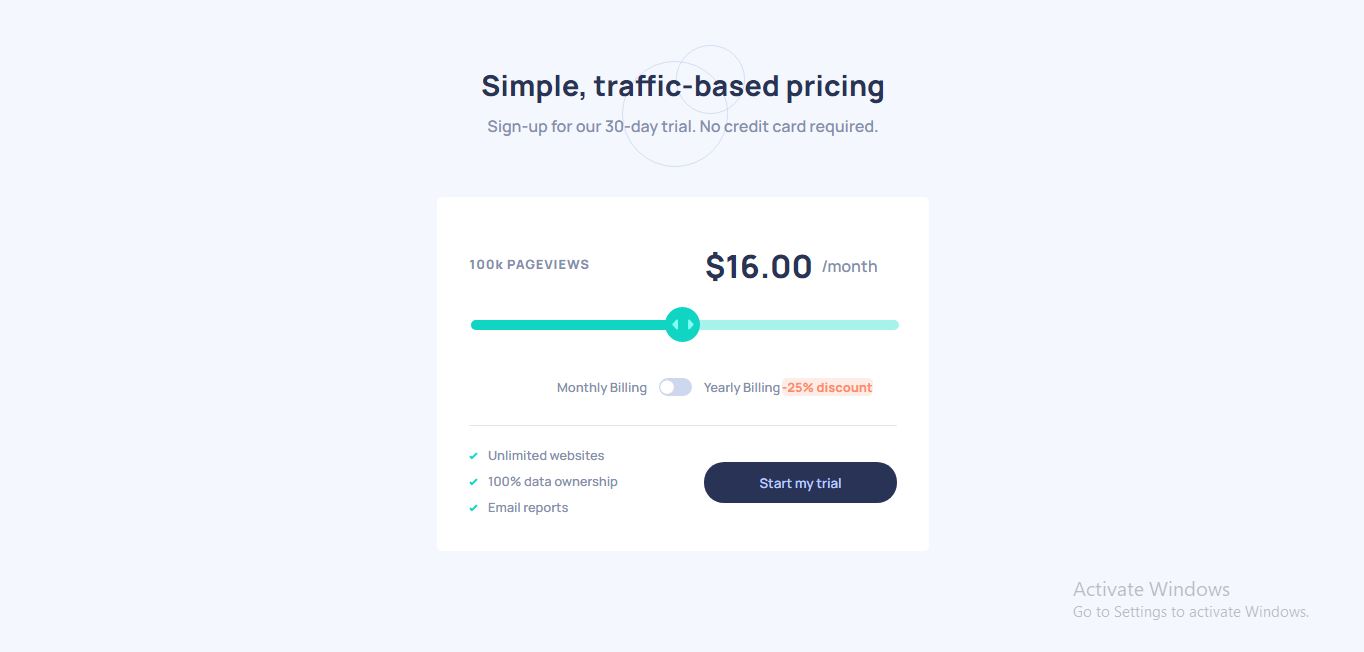 Simple, traffic-based pricing
Sign-up for our 30-day trial. No credit card required.
100k PAGEVIEWS
$16.00 /month
Monthly Billing
Yearly Billing -25% discount
Unlimited websites
100% data ownership
Email reports
Start my trial
Activate Windows
Go to Settings to activate Windows.